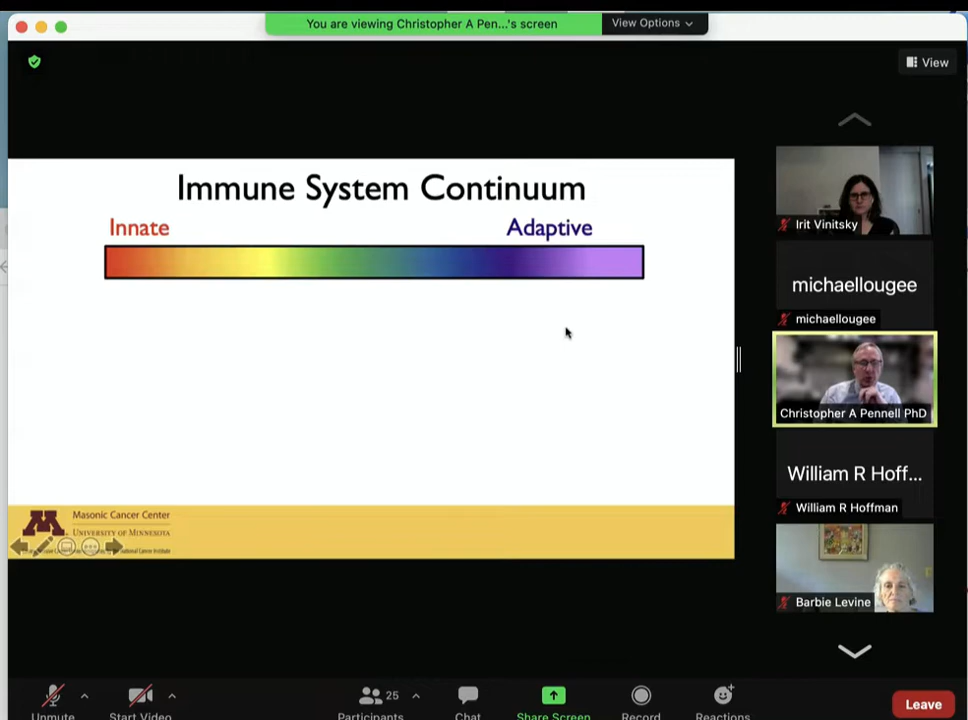 You are viewing Christopher A Pen...'s screen
View Options
View
Immune System Continuum
Innate
Adaptive
Masonic Cancer Center
University of Minnesota
Irit Vinitsky
michaellougee
michaellougee
Christopher A Pennell PhD
William R Hoff...
William R Hoffman
Barbie Levine
Unmute
Start Video
25
Participants
Chat
Share Screen
Record
Reactions
Leave